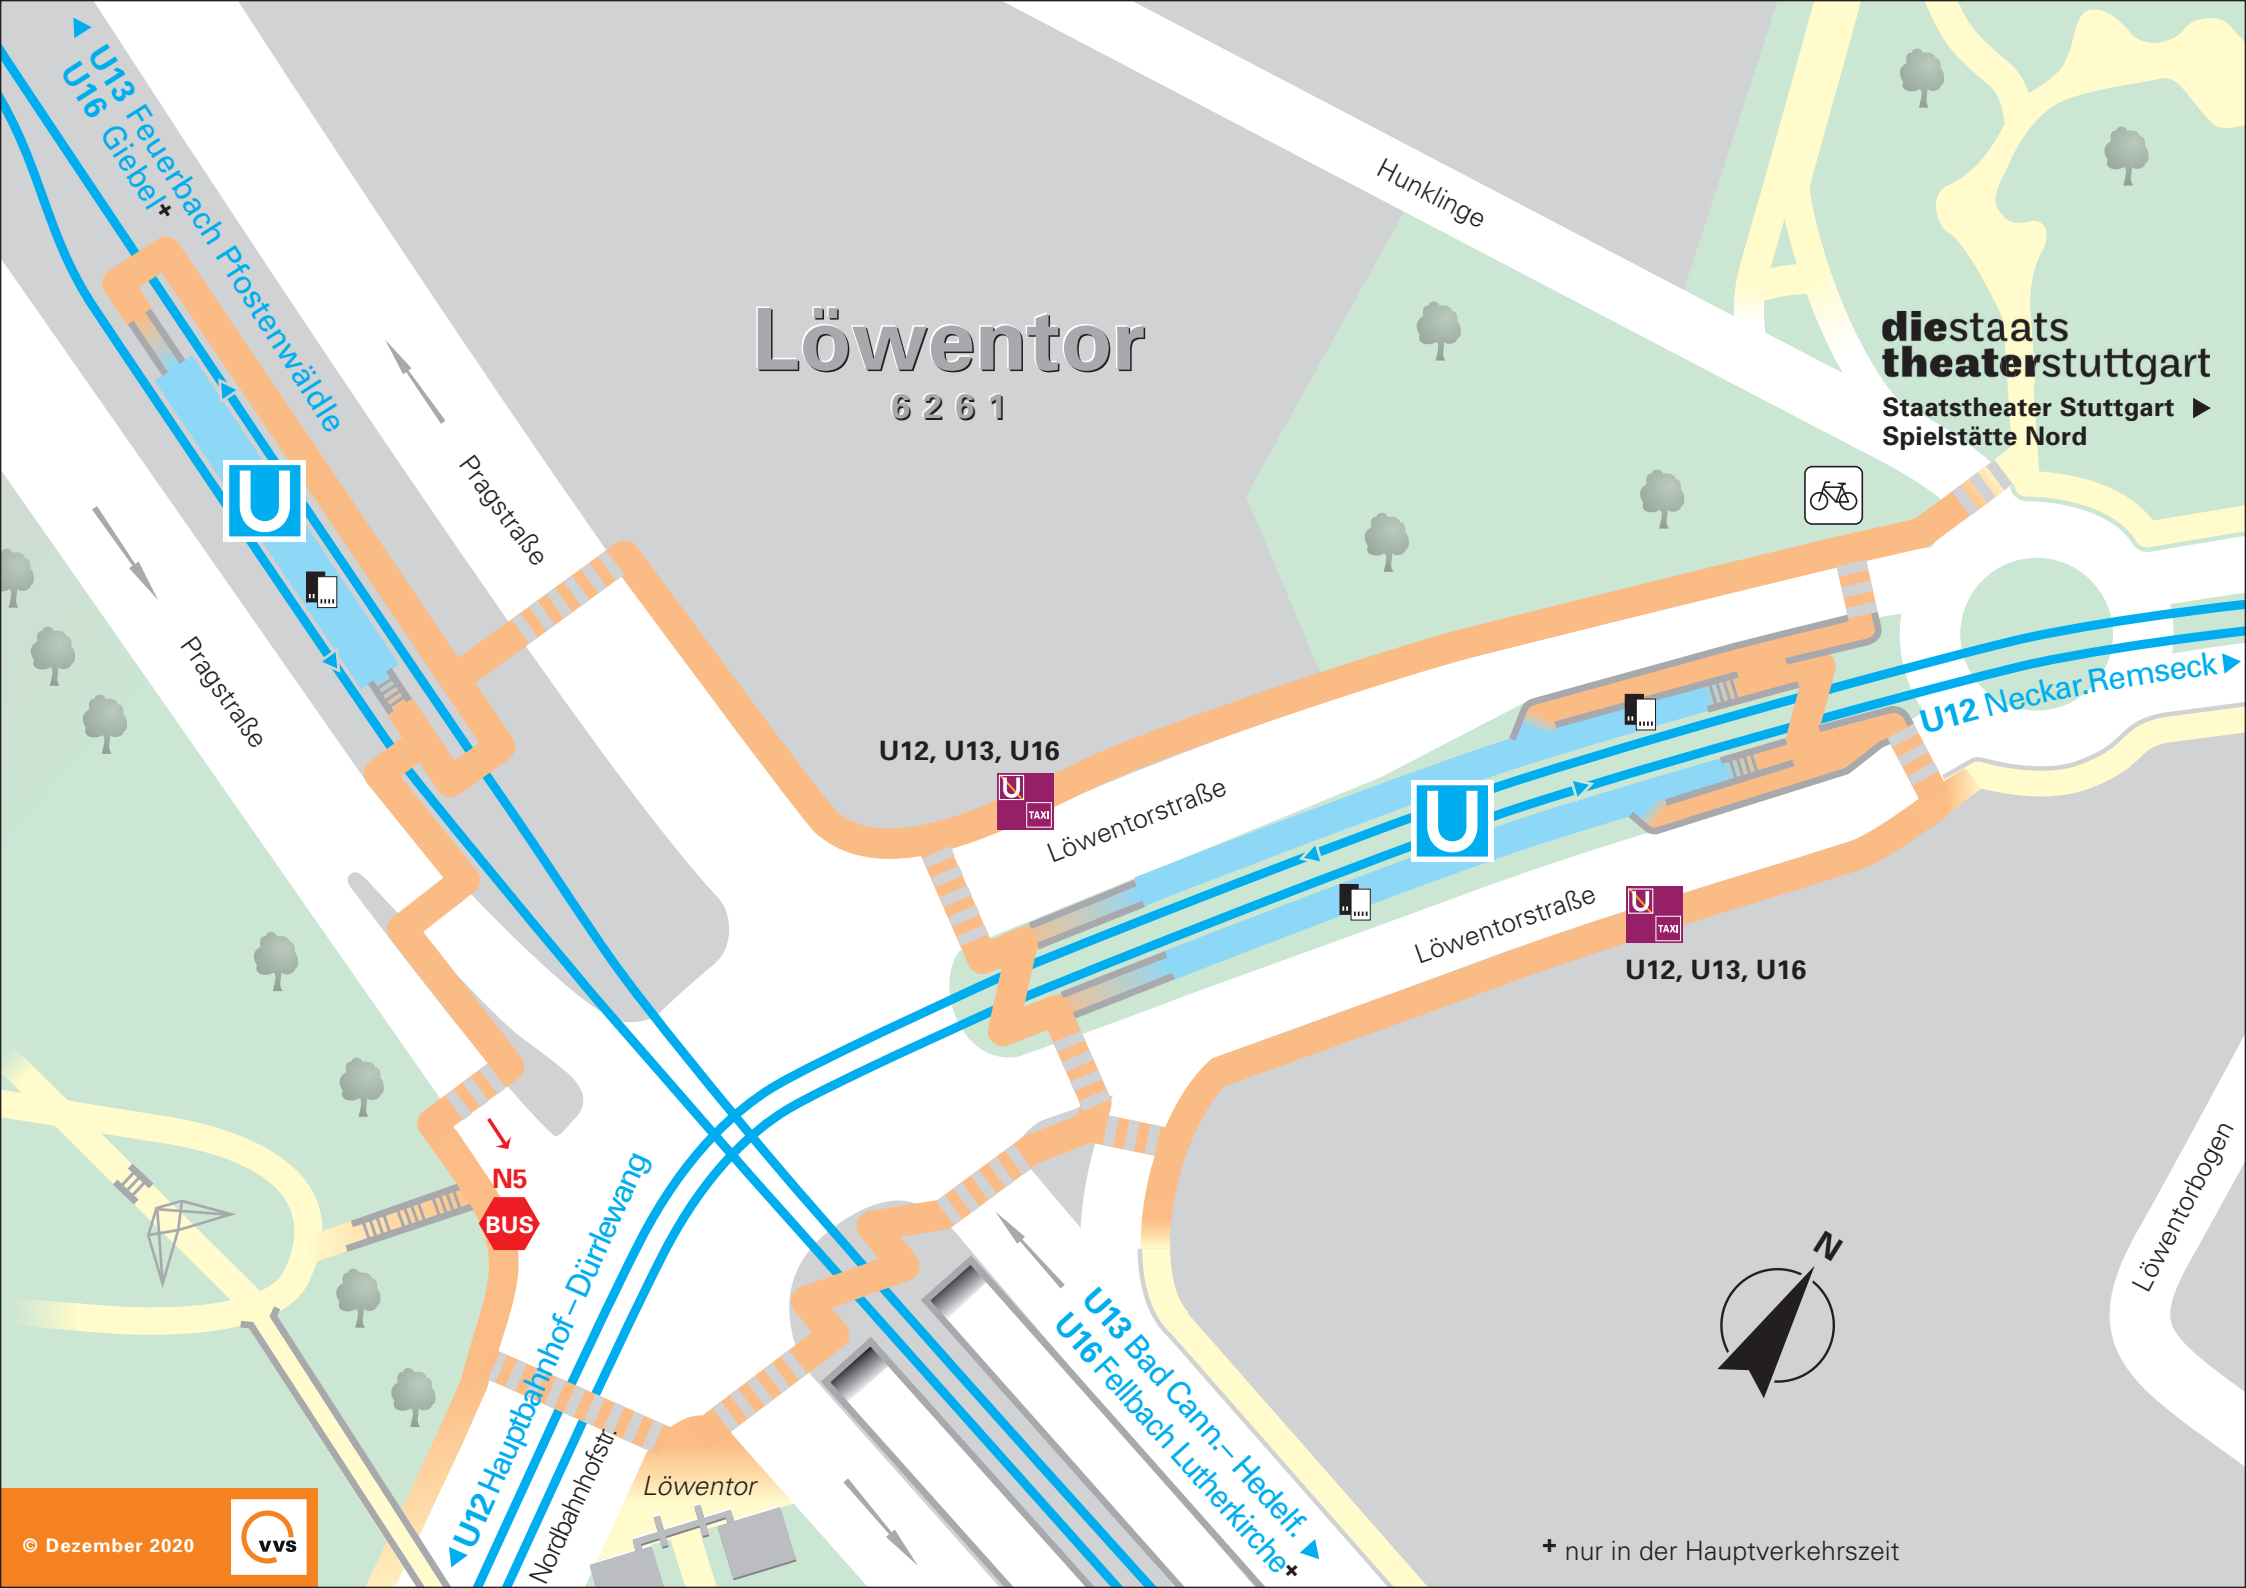 U13 Feuerbach Pfostenwäldle
U16 Giebel+
Hunklinge
Löwentor
6261
diestaats
theaterstuttgart
Staatstheater Stuttgart
Spielstätte Nord
Pragstraße
U
Pragstraße
U12 Neckar.Remseck
U12, U13, U16
U
TAXI
Löwentorstraße
U
Löwentorstraße
U
TAXI
U12, U13, U16
N5
BUS
U12 Hauptbahnhof – Dürrlewang
Nordbahnhofstr.
Löwentor
U13 Bad Cann.– Hedelf.
U16 Fellbach Lutherkirche+
Löwentorbogen
N
© Dezember 2020
vvs
+ nur in der Hauptverkehrszeit